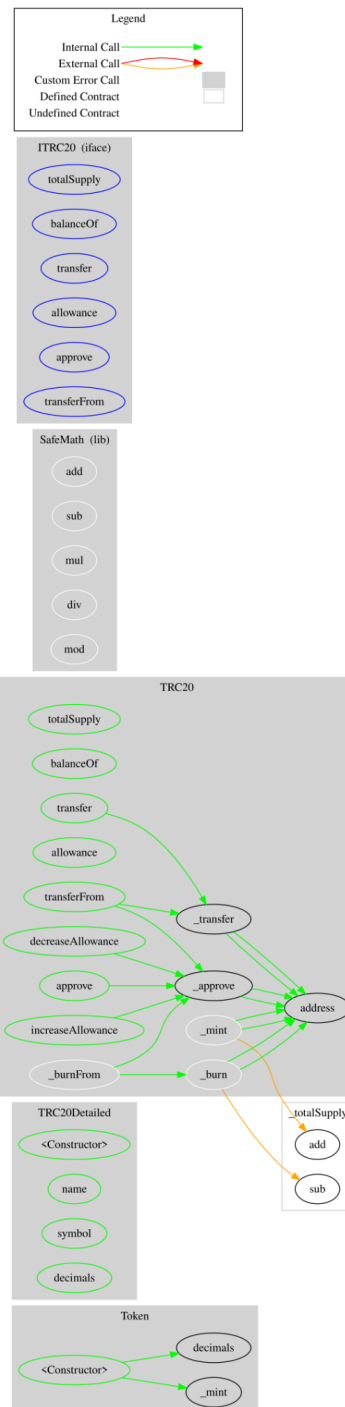 Legend
Internal Call
External Call
Custom Error Call
Defined Contract
Undefined Contract
ITRC20 (iface)
totalSupply
balanceOf
transfer
allowance
approve
transferFrom
SafeMath (lib)
add
sub
mul
div
mod
TRC20
totalSupply
balanceOf
transfer
allowance
transferFrom
_transfer
decreaseAllowance
approve
_approve
address
increaseAllowance
_mint
_burnFrom
_burn
TRC20Detailed
<Constructor>
name
symbol
decimals
_totalSupply
add
sub
Token
<Constructor>
decimals
_mint